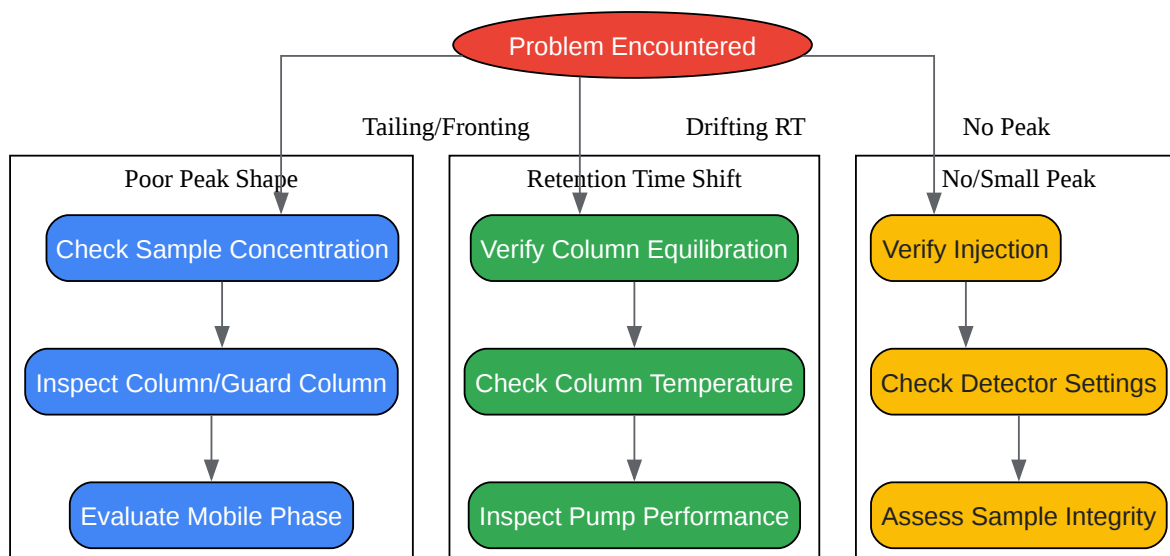 Problem Encountered
Tailing/Fronting
Drifting RT
No Peak
Poor Peak Shape
Check Sample Concentration
Inspect Column/Guard Column
Evaluate Mobile Phase
Retention Time Shift
Verify Column Equilibration
Check Column Temperature
Inspect Pump Performance
No/Small Peak
Verify Injection
Check Detector Settings
Assess Sample Integrity